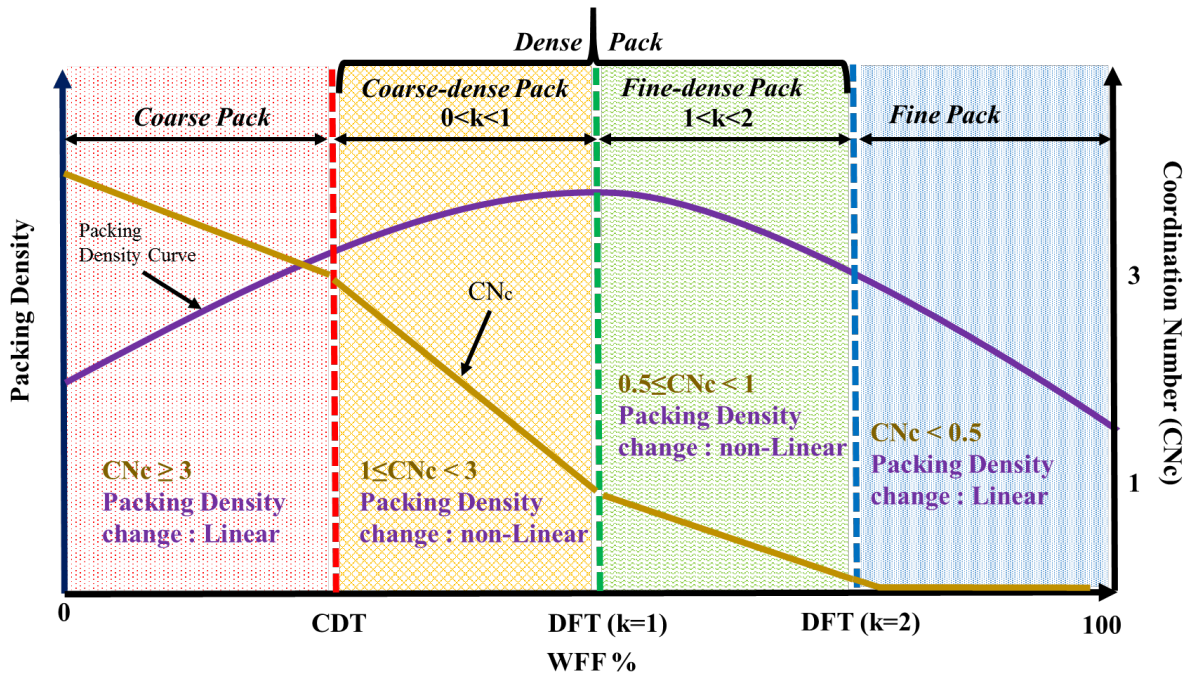 Dense Pack
Coarse Pack
Coarse-dense Pack
0<k<1
Fine-dense Pack
1<k<2
Fine Pack
Packing Density
Packing
Density Curve
CNc
CNc ≥ 3
Packing Density
change : Linear
1≤CNc < 3
Packing Density
change : non-Linear
0.5≤CNc < 1
Packing Density
change : non-Linear
CNc < 0.5
Packing Density
change : Linear
3
1
Coordination Number (CNc)
0
CDT
DFT (k=1)
DFT (k=2)
100
WFF %